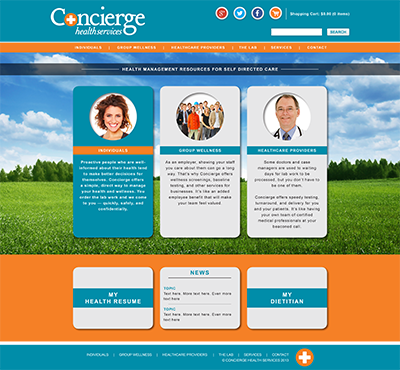 Concierge
health services
Shopping Cart: $0.00 (0 items)
SEARCH
INDIVIDUALS | GROUP WELLNESS | HEALTHCARE PROVIDERS | THE LAB | SERVICES | CONTACT
HEALTH MANAGEMENT RESOURCES FOR SELF DIRECTED CARE
INDIVIDUALS
Proactive people who are well-
informed about their health tend
to make better decisions for
themselves. Concierge offers
a simple, direct way to manage
your health and wellness. You
order the lab work and we come
to you -- quickly, safely, and
confidentially.
GROUP WELLNESS
As an employer, showing your staff
you care about them can go a long
way. That's why Concierge offers
wellness screenings, baseline
testing, and other services for
businesses. It's like an added
employee benefit that will make
your team feel valued.
HEALTHCARE PROVIDERS
Some doctors and case
managers are used to waiting
days for lab work to be
processed, but you don't have to
be one of them.
Concierge offers speedy testing,
turnaround, and delivery for you
and your patients. It's like having
your own team of certified
medical professionals at your
beaconed call.
MY
HEALTH RESUME
NEWS
TOPIC
Text here. More text here. Even more
text here.
TOPIC
Text here. More text here. Even more
text here.
MY
DIETITIAN
INDIVIDUALS | GROUP WELLNESS | HEALTHCARE PROVIDERS | THE LAB | SERVICES | CONTACT
© CONCIERGE HEALTH SERVICES 2013